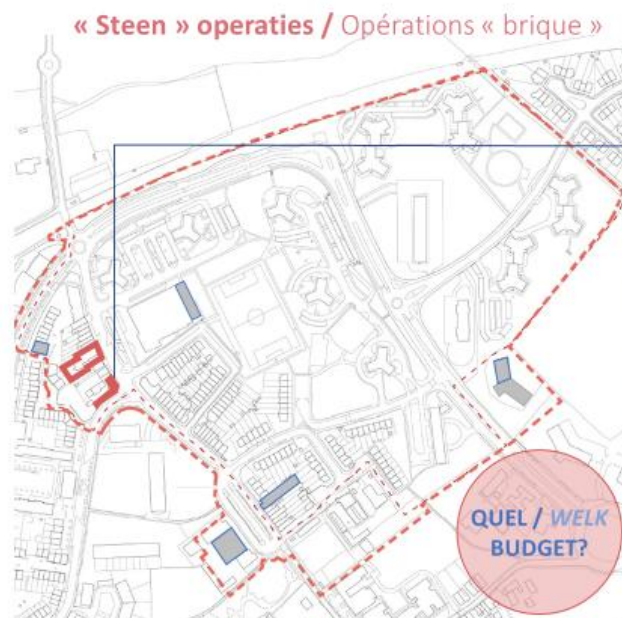 « Steen » operaties / Opérations « brique »
QUEL / WELK
BUDGET?